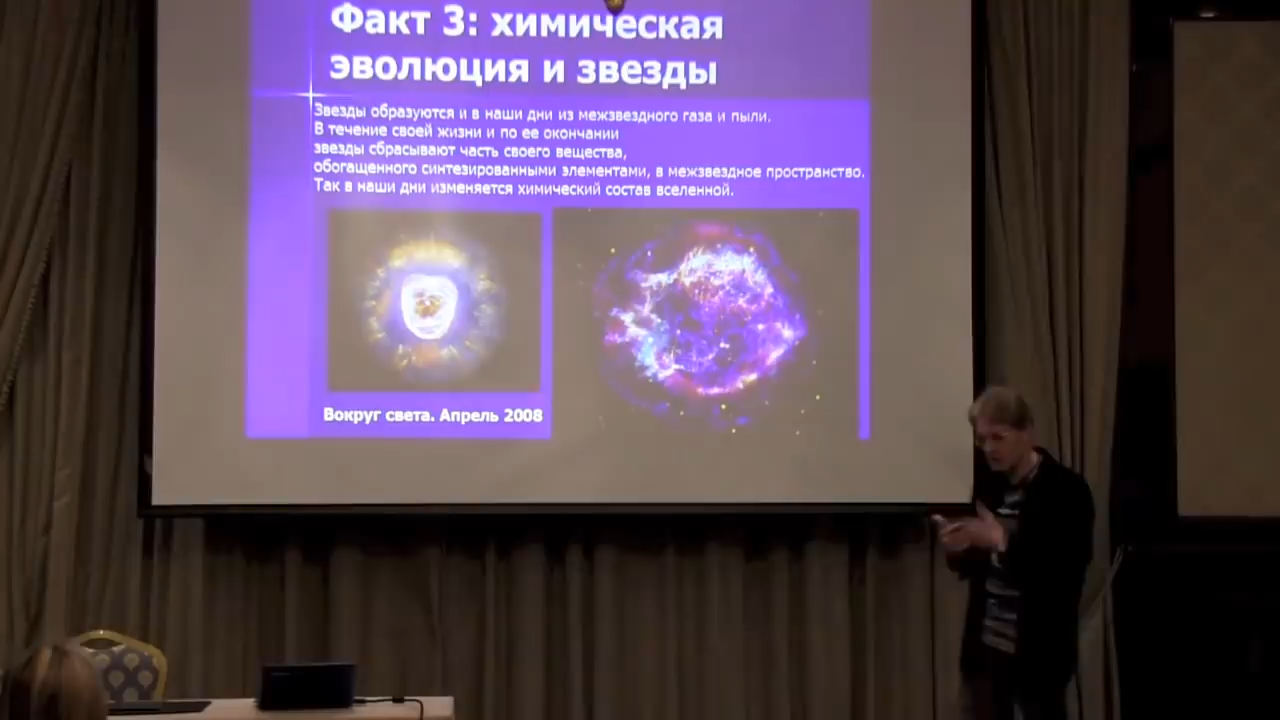 Факт 3: химическая
эволюция и звезды
Звезды образуются и в наши дни из межзвездного газа и пыли.
В течение своей жизни и по ее окончании
звезды сбрасывают часть своего вещества,
обогащенного синтезированными элементами, в межзвездное пространство.
Так в наши дни изменяется химический состав вселенной.
Вокруг света. Апрель 2008